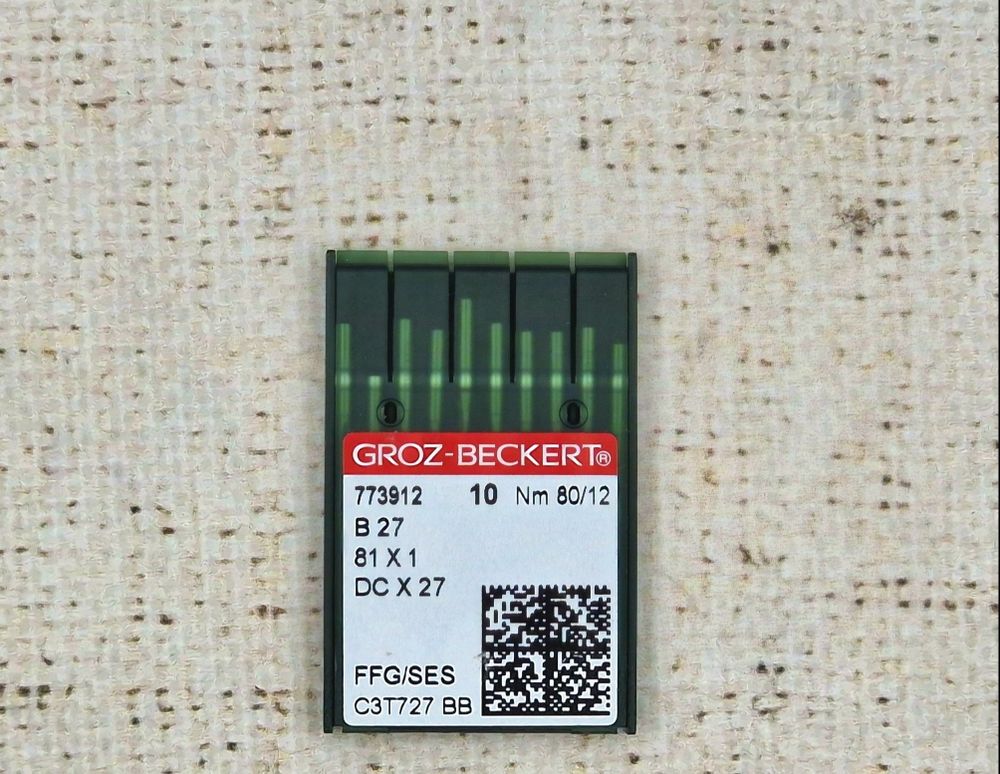 GROZ-BECKERT®
773912 10 Nm 80/12
B 27
81 X 1
DC X 27
FFG/SES
C3T727 BB